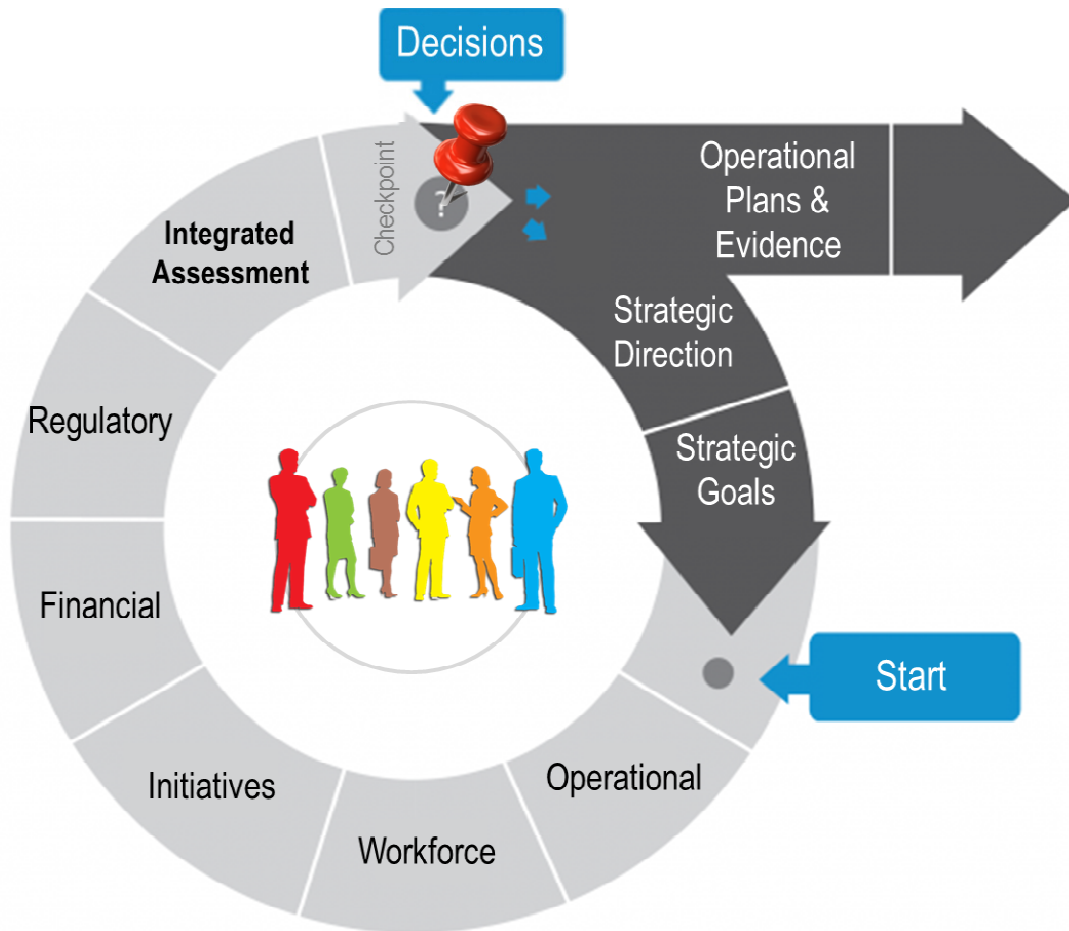 Decisions
Checkpoint
?
Operational
Plans &
Evidence
Integrated
Assessment
Strategic
Direction
Regulatory
Strategic
Goals
Financial
Start
Initiatives
Operational
Workforce